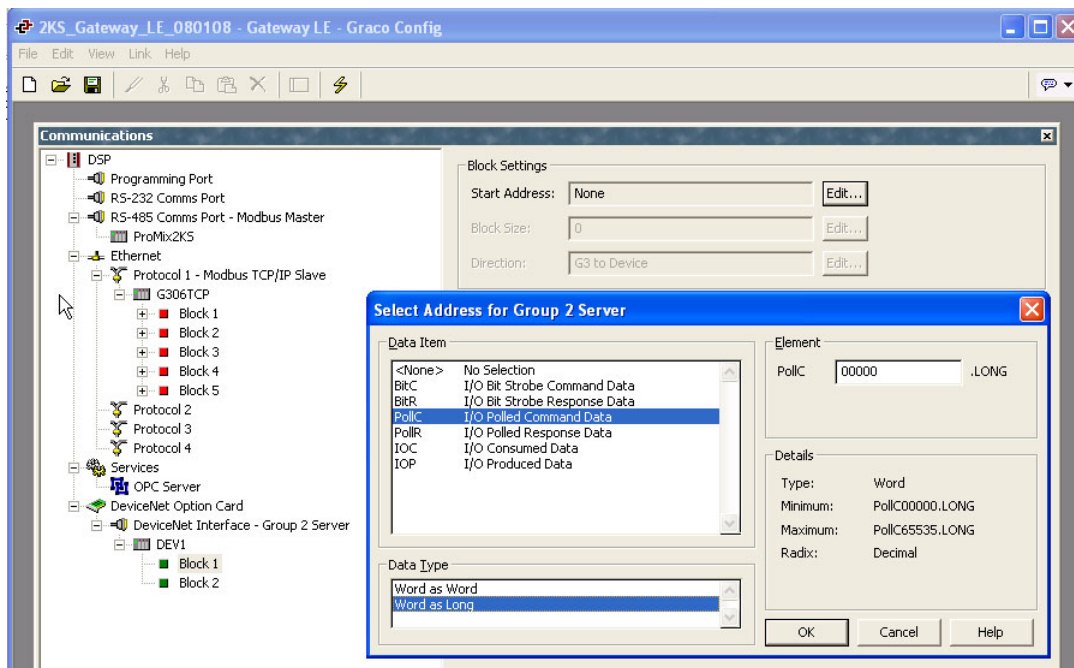 2KS_Gateway_LE_080108 - Gateway LE - Graco Config
File Edit View Link Help
Communications
DSP
Programming Port
RS-232 Comms Port
RS-485 Comms Port - Modbus Master
ProMix2KS
Ethernet
Protocol 1 - Modbus TCP/IP Slave
G306TCP
Block 1
Block 2
Block 3
Block 4
Block 5
Protocol 2
Protocol 3
Protocol 4
Services
OPC Server
DeviceNet Option Card
DeviceNet Interface - Group 2 Server
DEV1
Block 1
Block 2
Block Settings
Start Address: None Edit...
Block Size: 0 Edit...
Direction: G3 to Device Edit...
Select Address for Group 2 Server
Data Item
<None> No Selection
BitC I/O Bit Strobe Command Data
BitR I/O Bit Strobe Response Data
PollC I/O Polled Command Data
PollR I/O Polled Response Data
IOC I/O Consumed Data
IOP I/O Produced Data
Data Type
Word as Word
Word as Long
Element
PollC 00000 .LONG
Details
Type: Word
Minimum: PollC00000.LONG
Maximum: PollC65535.LONG
Radix: Decimal
OK Cancel Help